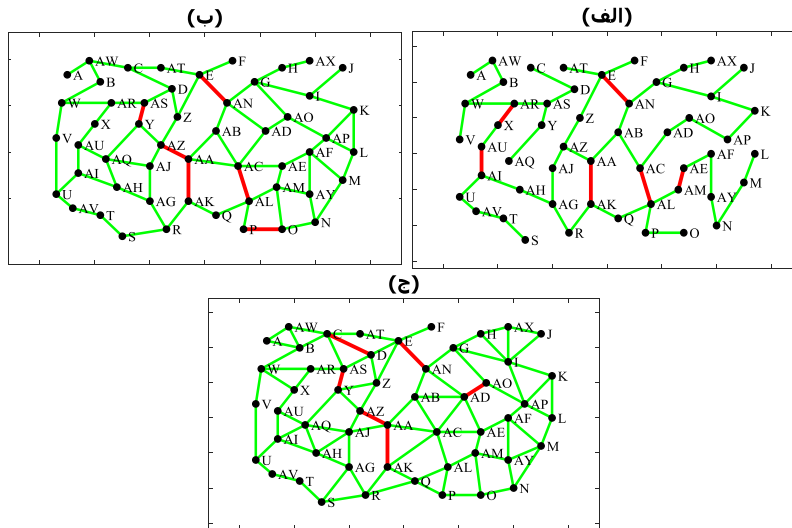 (ب) (الف)
AW C AT E F G H AX J
A B D
W AR AS AN I
X Y Z AO K
V AU AZ AB AD AP
AQ AJ AA AC AE AF L
AI AH AM M
U AG AK AL AY
AV T Q
S R P O N
AW C AT E F G H AX J
A B D
W AR AS AN I
X Y Z AO K
V AU AZ AB AD AP
AQ AJ AA AC AE AF L
AI AH AM M
U AG AK AL AY
AV T Q
S R P O N
(ج)
AW C AT E F G H AX J
A B D
W AR AS AN I
X Y Z AO K
V AU AZ AB AD AP
AQ AJ AA AC AE AF L
AI AH AM M
U AG AK AL AY
AV T Q
S R P O N